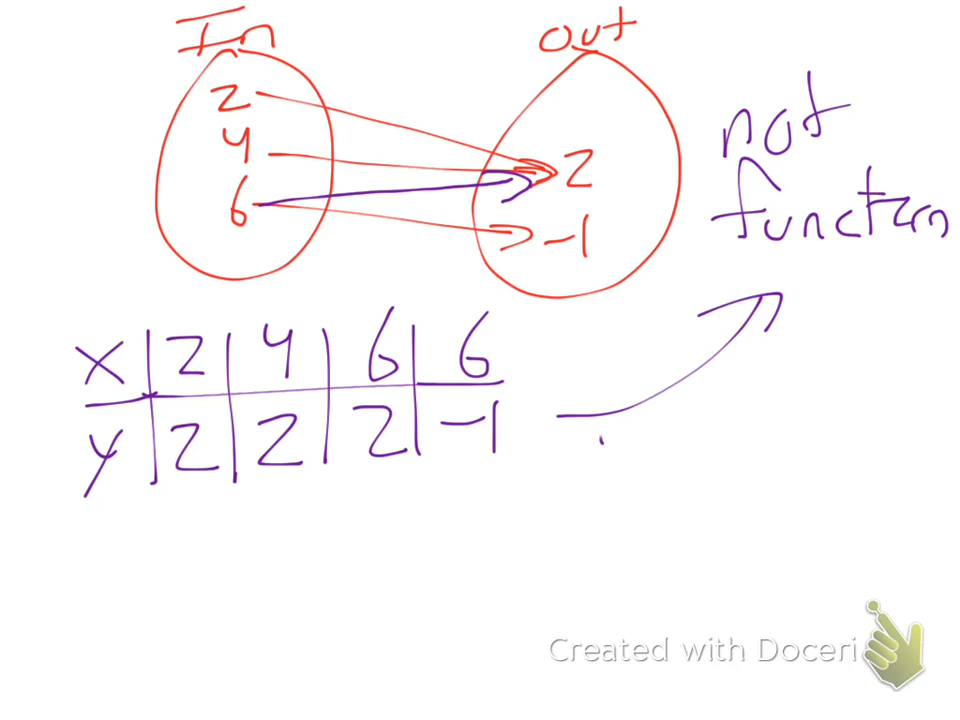 In
Out
2
4
6
2
-1
not
function
x | 2 | 4 | 6 | 6
y | 2 | 2 | 2 | -1
Created with Doceri